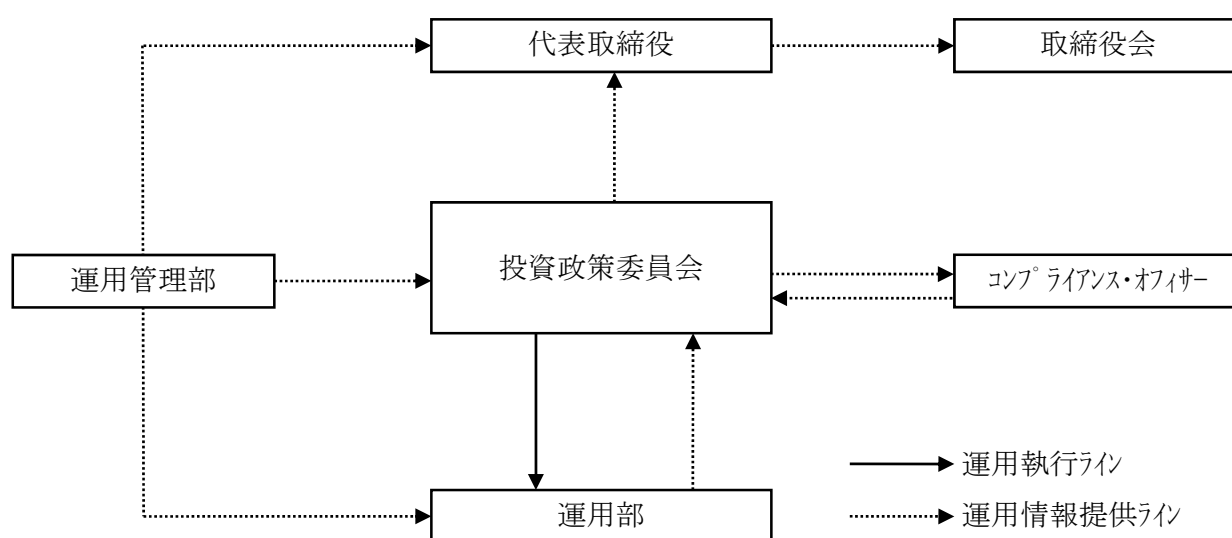 代表取締役
取締役会
運用管理部
投資政策委員会
ｺﾝﾌﾟﾗｲｱﾝｽ・ｵﾌｨｻｰ
運用執行ﾗｲﾝ
運用部
運用情報提供ﾗｲﾝ